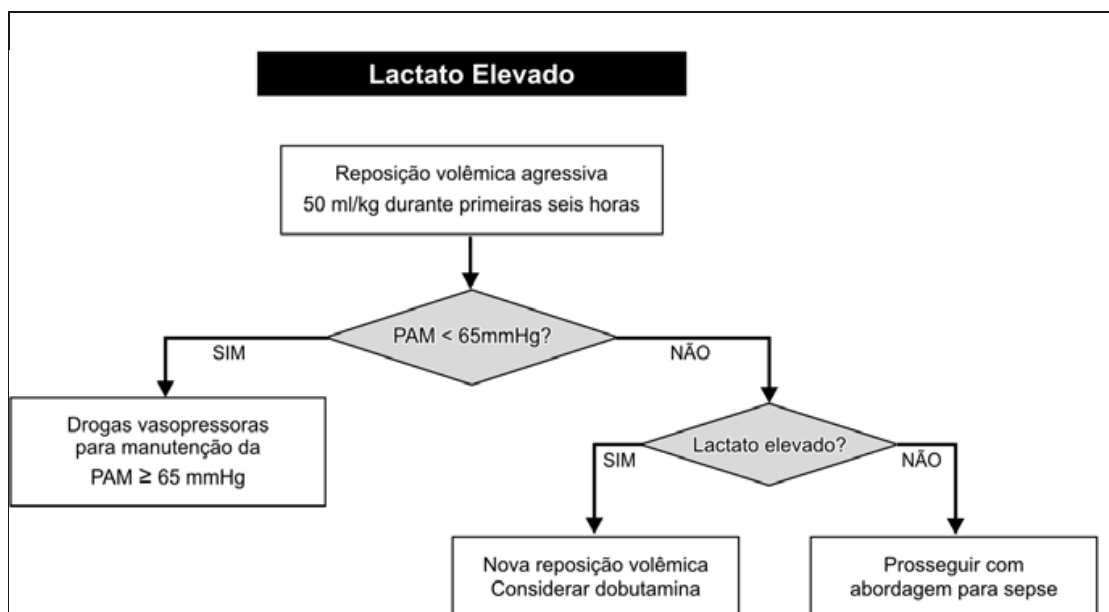 Lactato Elevado
Reposição volêmica agressiva
50 ml/kg durante primeiras seis horas
PAM < 65mmHg?
SIM
NÃO
Drogas vasopressoras
para manutenção da
PAM ≥ 65 mmHg
Lactato elevado?
SIM
NÃO
Nova reposição volêmica
Considerar dobutamina
Prosseguir com
abordagem para sepse